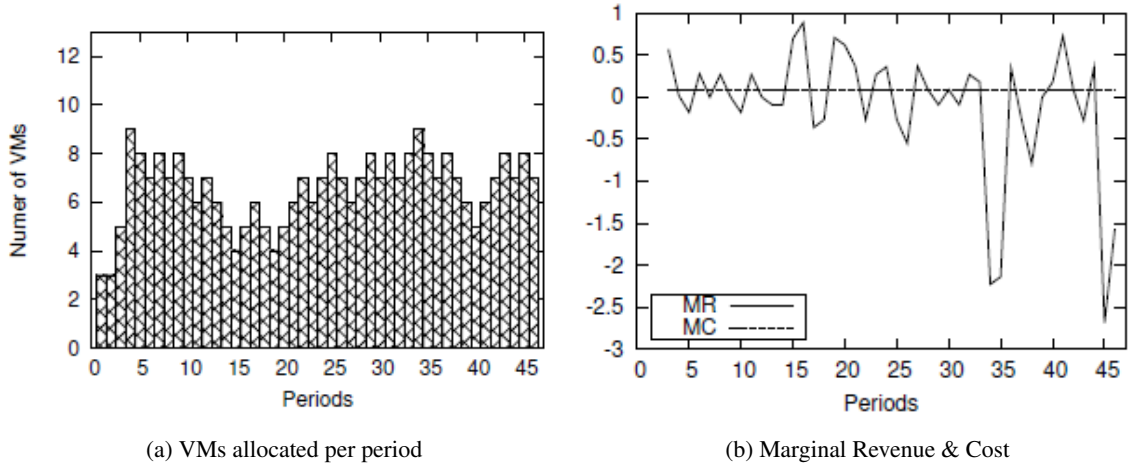 12
10
8
6
4
2
0
Numer of VMs
0 5 10 15 20 25 30 35 40 45
Periods
(a) VMs allocated per period
1
0.5
0
-0.5
-1
-1.5
-2
-2.5
-3
MR
MC
0 5 10 15 20 25 30 35 40 45
Periods
(b) Marginal Revenue & Cost